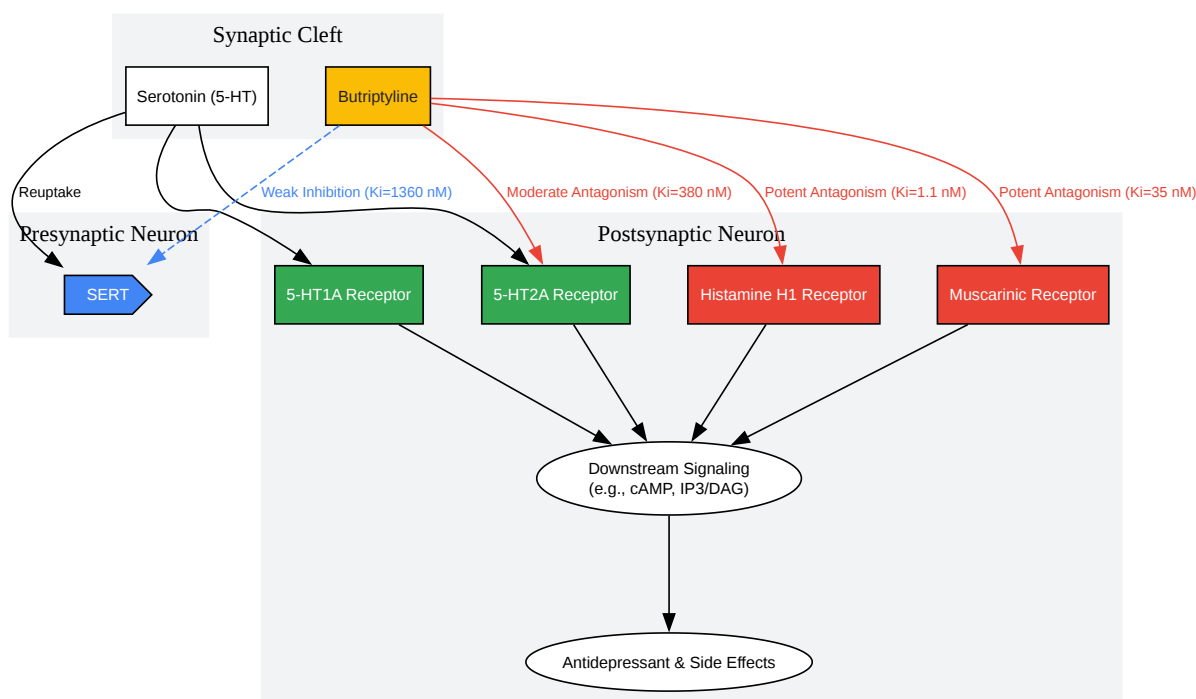 Synaptic Cleft
Serotonin (5-HT)
Butriptyline
Reuptake
Weak Inhibition (Ki=1360 nM)
Moderate Antagonism (Ki=380 nM)
Potent Antagonism (Ki=1.1 nM)
Potent Antagonism (Ki=35 nM)
Presynaptic Neuron
Postsynaptic Neuron
SERT
5-HT1A Receptor
5-HT2A Receptor
Histamine H1 Receptor
Muscarinic Receptor
Downstream Signaling
(e.g., cAMP, IP3/DAG)
Antidepressant & Side Effects